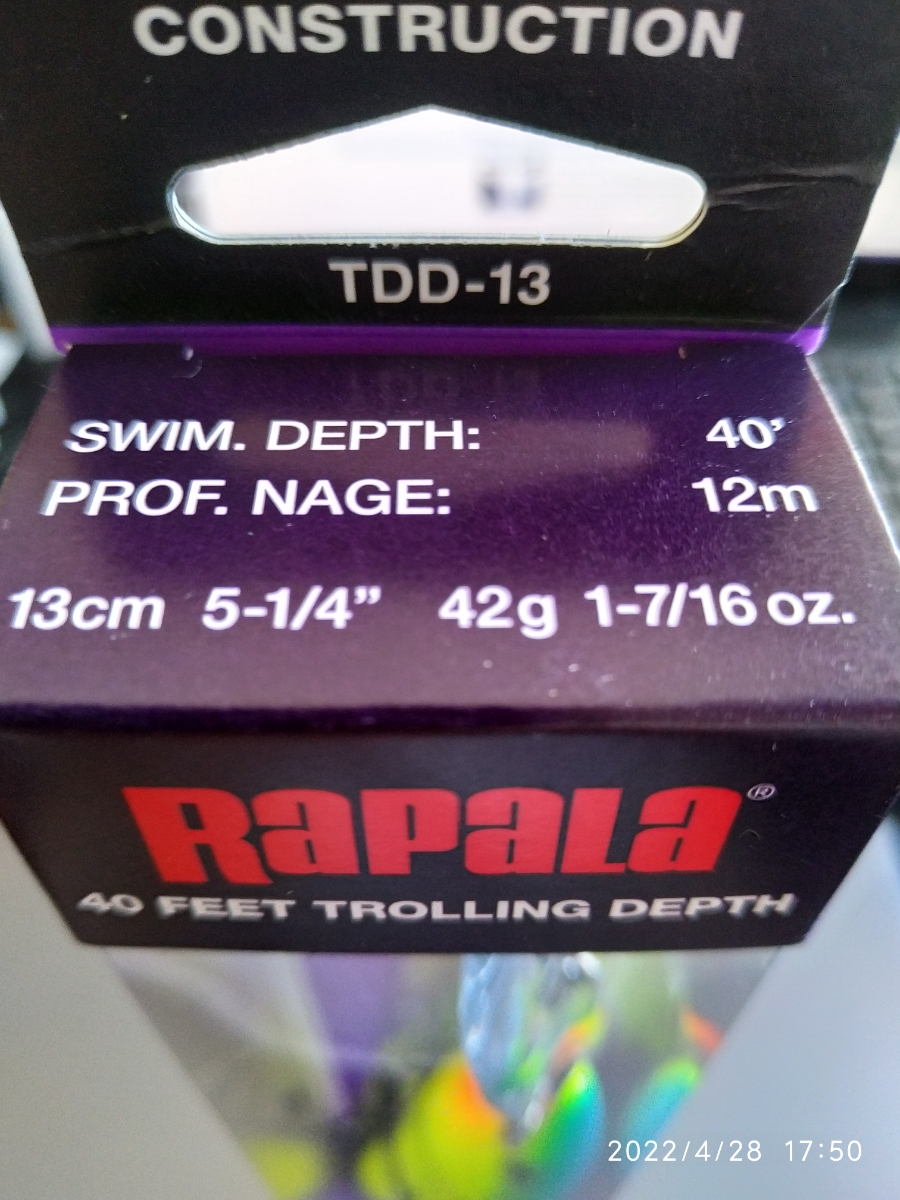 CONSTRUCTION
TDD-13
SWIM. DEPTH: 40’
PROF. NAGE: 12m
13cm 5-1/4” 42g 1-7/16 oz.
RAPALA®
40 FEET TROLLING DEPTH
2022/4/28 17:50